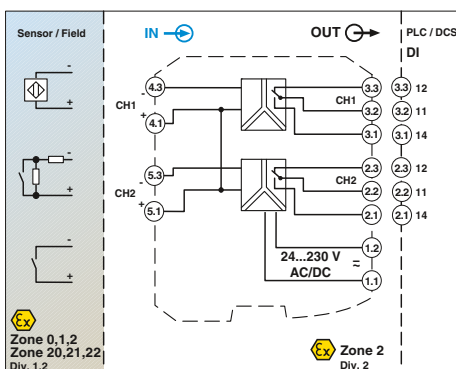 Sensor / Field
IN
OUT
PLC / DCS
DI
-
+
-
+
-
+
4.3
-
CH1
+
4.1
5.3
-
CH2
+
5.1
3.3
CH1
3.2
3.1
2.3
CH2
2.2
2.1
1.2
24...230 V
AC/DC
=
1.1
3.3 12
3.2 11
3.1 14
2.3 12
2.2 11
2.1 14
Ex
Zone 0,1,2
Zone 20,21,22
Div. 1,2
Ex
Zone 2
Div. 2